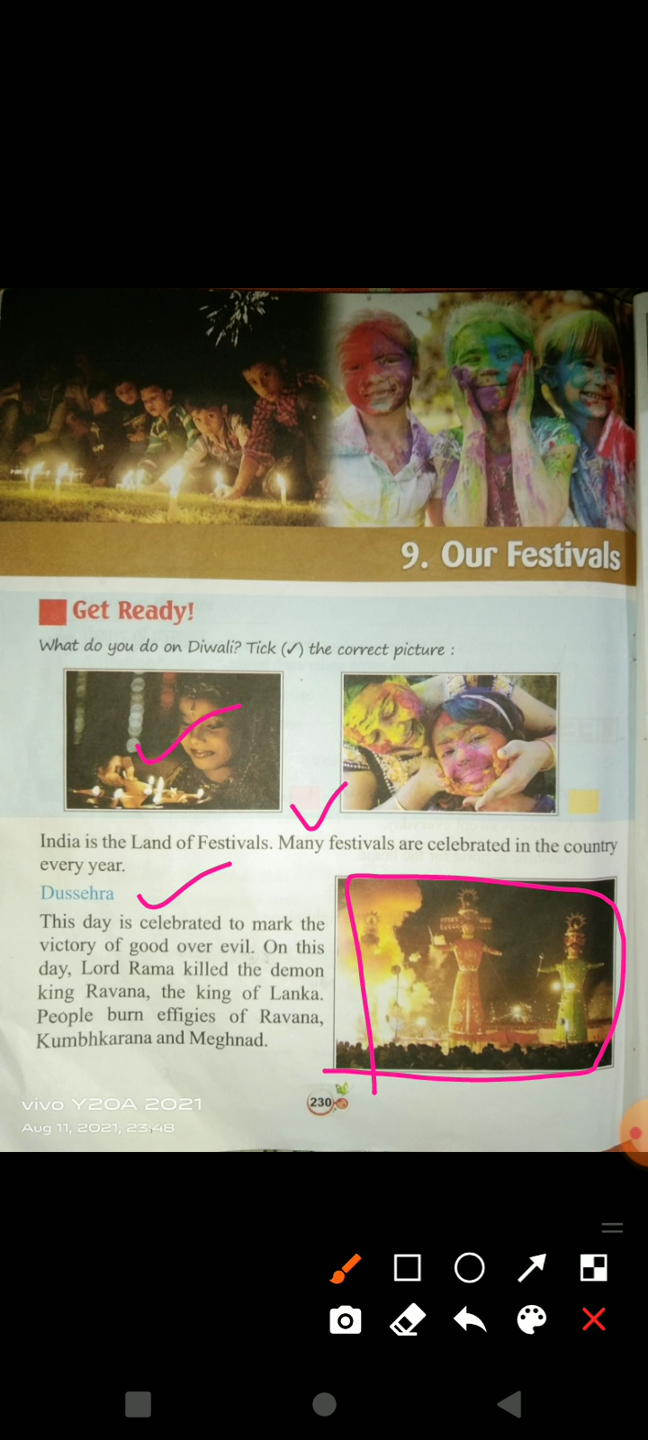 9. Our Festivals
Get Ready!
What do you do on Diwali? Tick (✓) the correct picture :
India is the Land of Festivals. Many festivals are celebrated in the country
every year.
Dussehra
This day is celebrated to mark the
victory of good over evil. On this
day, Lord Rama killed the demon
king Ravana, the king of Lanka.
People burn effigies of Ravana,
Kumbhkarana and Meghnad.
230
vivo Y20A 2021
Aug 11, 2021, 23:48